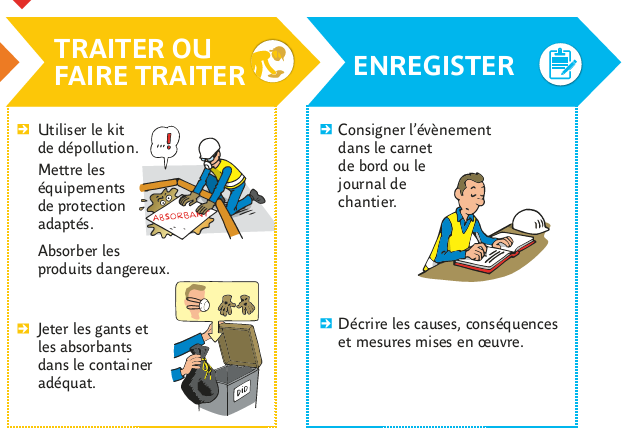 TRAITER OU
FAIRE TRAITER
Utiliser le kit
de dépollution.
Mettre les
équipements
de protection
adaptés.
Absorber les
produits dangereux.
...!
ABSORBANT
Jeter les gants et
les absorbants
dans le container
adéquat.
DID
ENREGISTER
Consigner l'évènement
dans le carnet
de bord ou le
journal de
chantier.
Décrire les causes, conséquences
et mesures mises en œuvre.